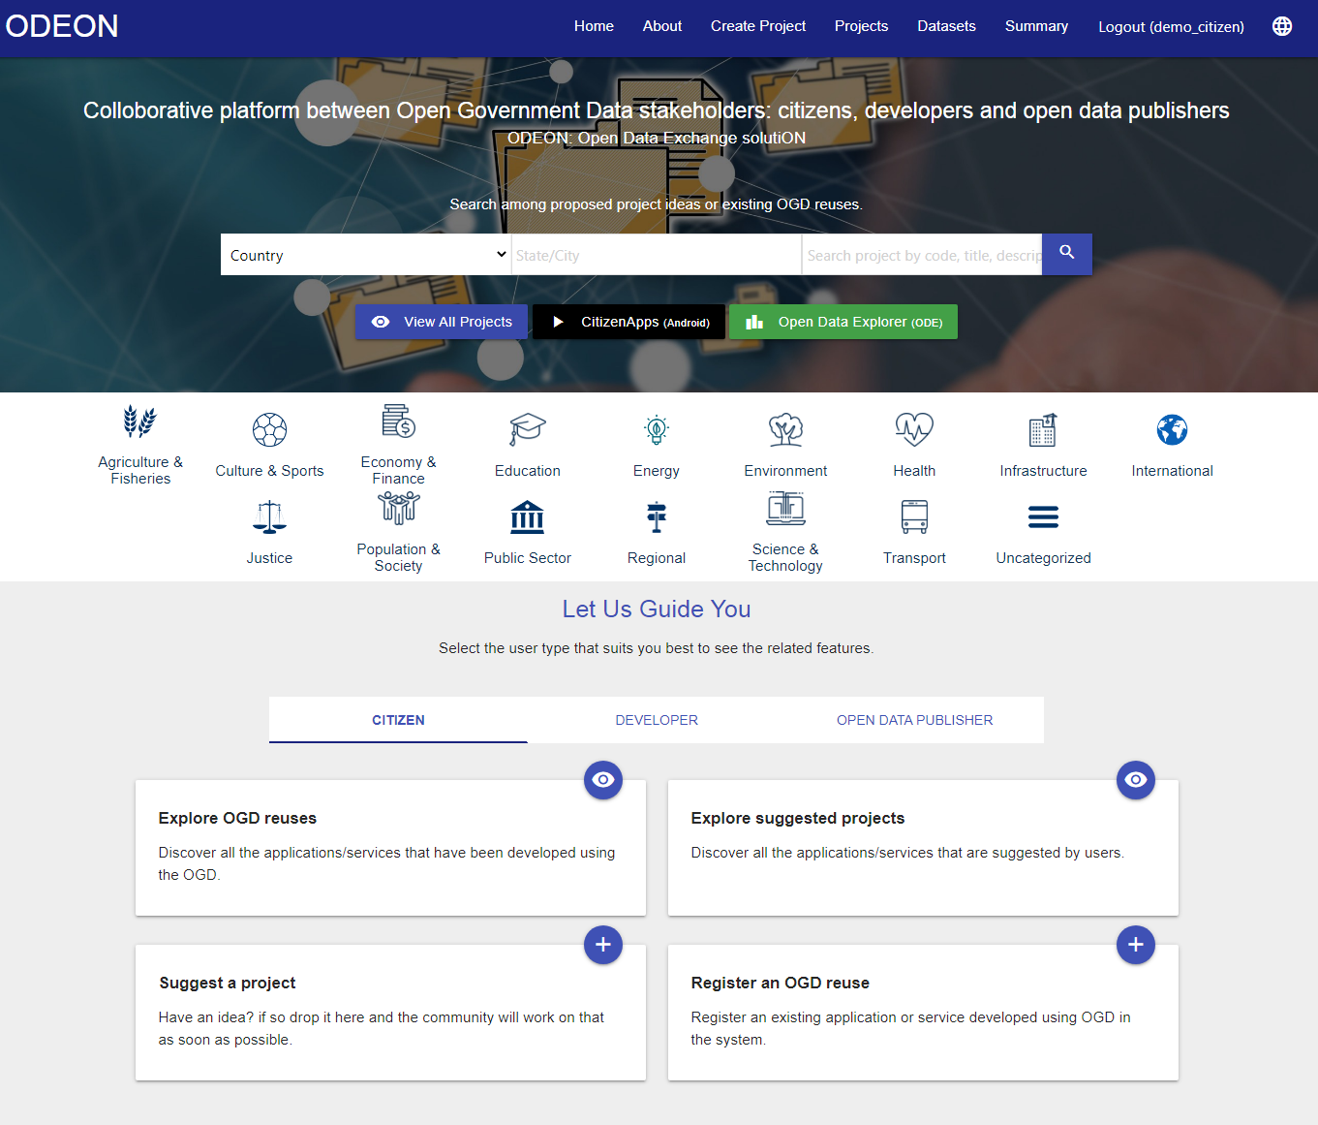 ODEON
Home About Create Project Projects Datasets Summary Logout (demo_citizen)
Colloborative platform between Open Government Data stakeholders: citizens, developers and open data publishers
ODEON: Open Data Exchange solutiON
Search among proposed project ideas or existing OGD reuses.
Country State/City Search project by code, title, descrip
View All Projects CitizenApps (Android) Open Data Explorer (ODE)
Agriculture &
Fisheries
Culture & Sports
Economy &
Finance
Education
Energy
Environment
Health
Infrastructure
International
Justice
Population &
Society
Public Sector
Regional
Science &
Technology
Transport
Uncategorized
Let Us Guide You
Select the user type that suits you best to see the related features.
CITIZEN DEVELOPER OPEN DATA PUBLISHER
Explore OGD reuses
Discover all the applications/services that have been developed using
the OGD.
Explore suggested projects
Discover all the applications/services that are suggested by users.
Suggest a project
Have an idea? if so drop it here and the community will work on that
as soon as possible.
Register an OGD reuse
Register an existing application or service developed using OGD in
the system.